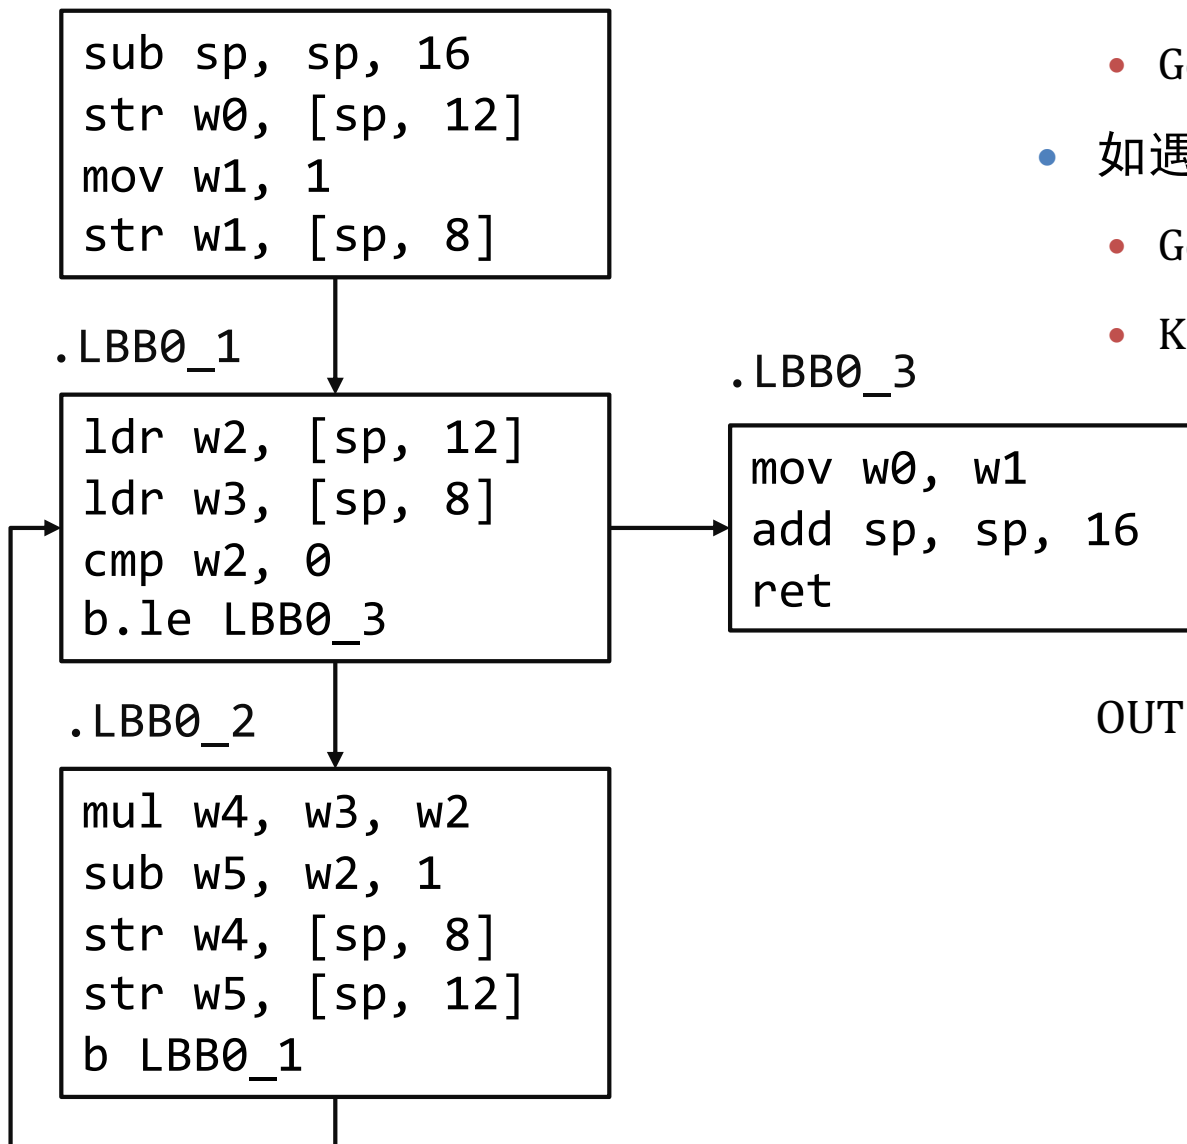 sub sp, sp, 16
str w0, [sp, 12]
mov w1, 1
str w1, [sp, 8]
.LBB0_1
ldr w2, [sp, 12]
ldr w3, [sp, 8]
cmp w2, 0
b.le LBB0_3
.LBB0_2
mul w4, w3, w2
sub w5, w2, 1
str w4, [sp, 8]
str w5, [sp, 12]
b LBB0_1
.LBB0_3
mov w0, w1
add sp, sp, 16
ret
• 如遇
OUT